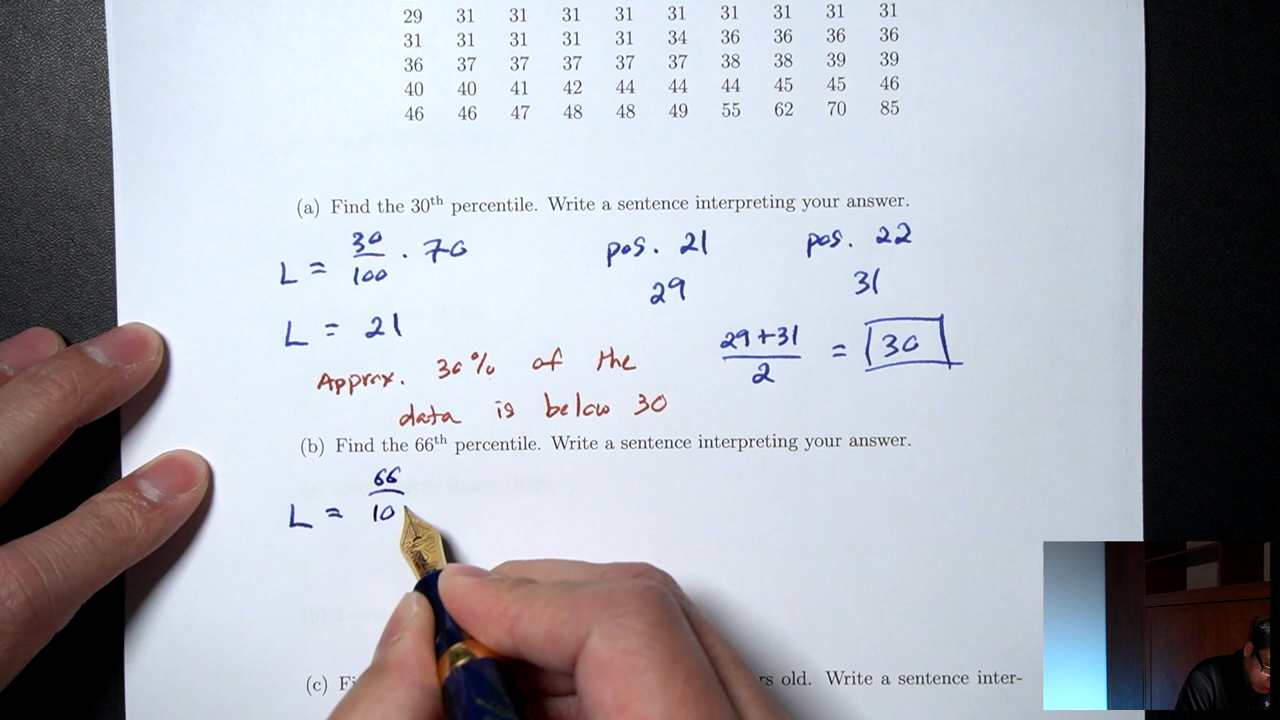 29 31 31 31 31 31 31 31 31 31
31 31 31 31 31 34 36 36 36 36
36 37 37 37 37 37 38 38 39 39
40 40 41 42 44 44 44 45 45 46
46 46 47 48 48 49 55 62 70 85
(a) Find the 30th percentile. Write a sentence interpreting your answer.
L = 30/100 · 70 pos. 21 pos. 22
29 31
L = 21 29+31/2 = 30
Approx. 30% of the
data is below 30
(b) Find the 66th percentile. Write a sentence interpreting your answer.
L = 66/10
(c) rs old. Write a sentence inter-